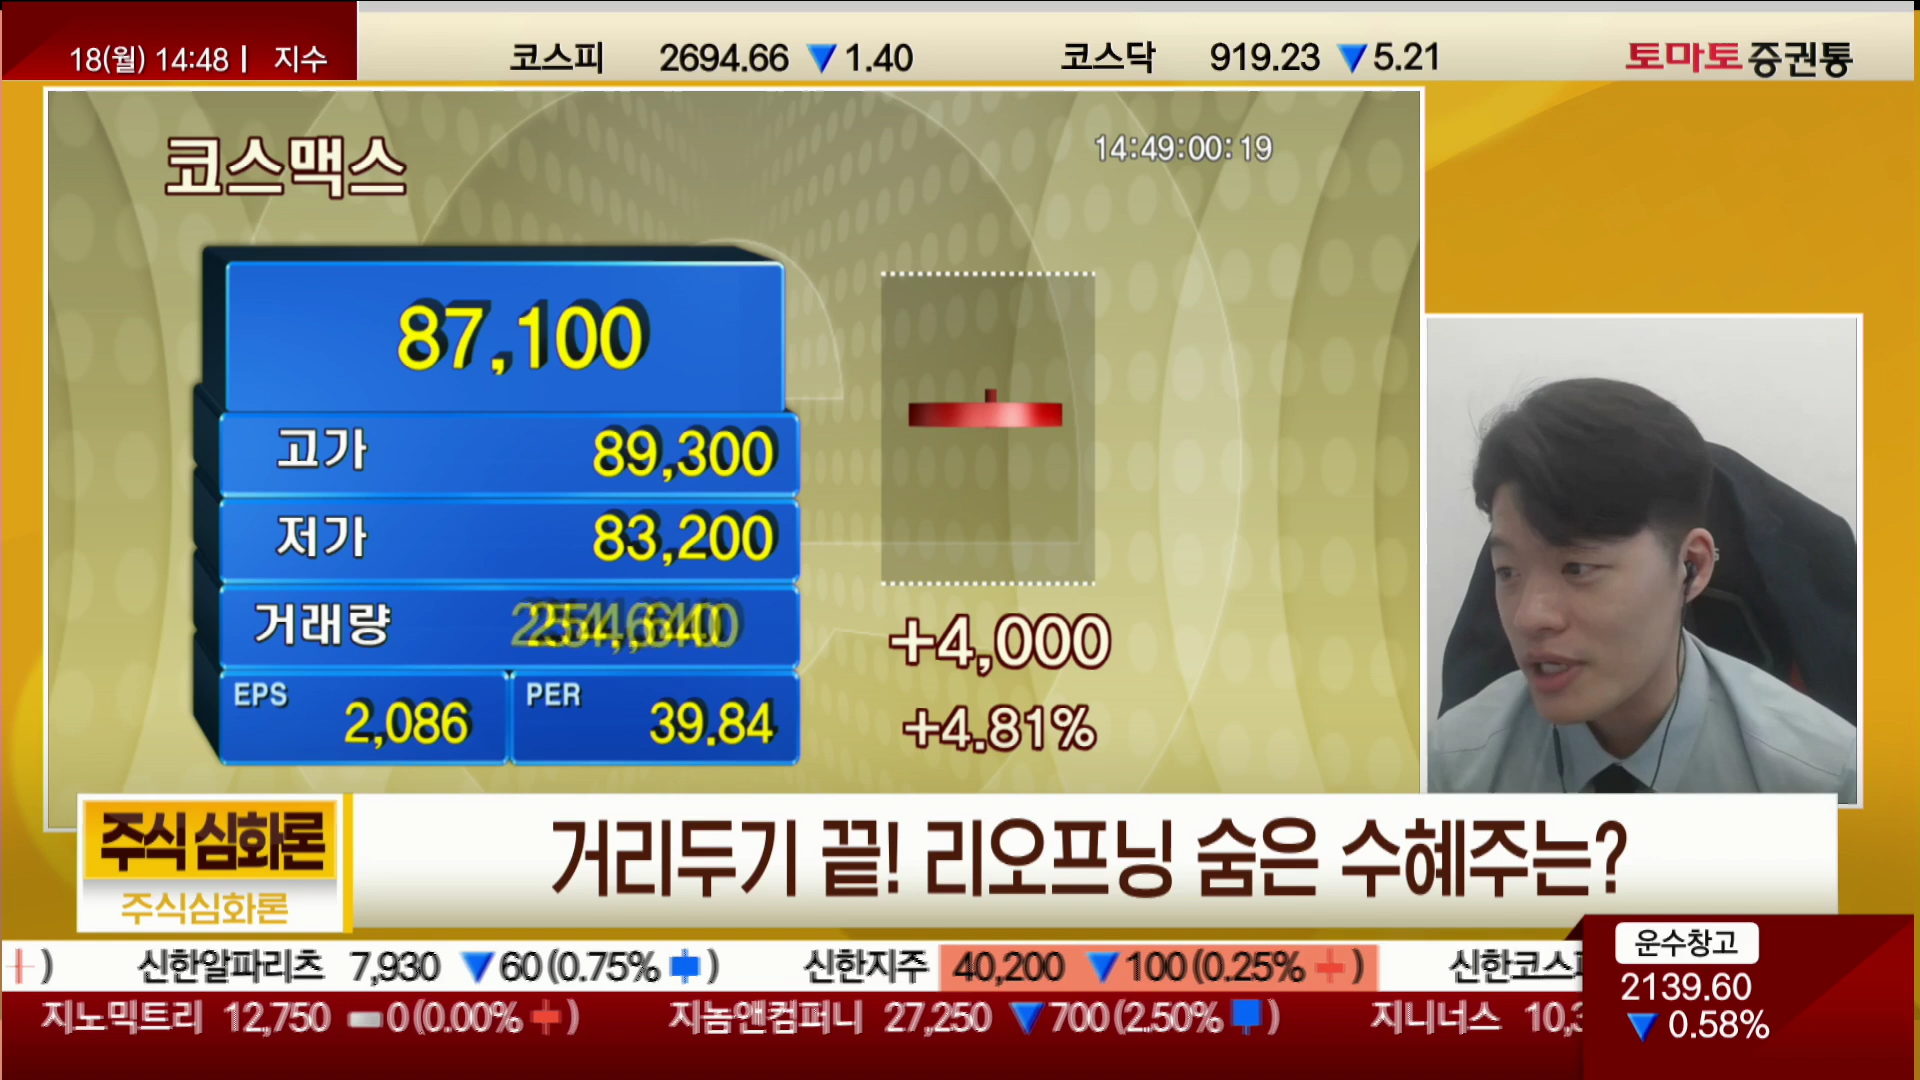 18(월) 14:48 | 지수 코스피 2694.66 ▼1.40 코스닥 919.23 ▼5.21 토마토증권통
코스맥스
14:49:00:19
87,100
고가 89,300
저가 83,200
거래량
EPS 2,086 PER 39.84
+4,000
+4.81%
주식심화론
주식심화론
거리두기 끝! 리오프닝 숨은 수혜주는?
) 신한알파리츠 7,930 ▼60(0.75% ) 신한지주 40,200 ▼100(0.25% ) 신한코스
지노믹트리 12,750 0(0.00% ) 지놈앤컴퍼니 27,250 ▼700(2.50% ) 지니너스 10,3
운수창고
2139.60
▼ 0.58%